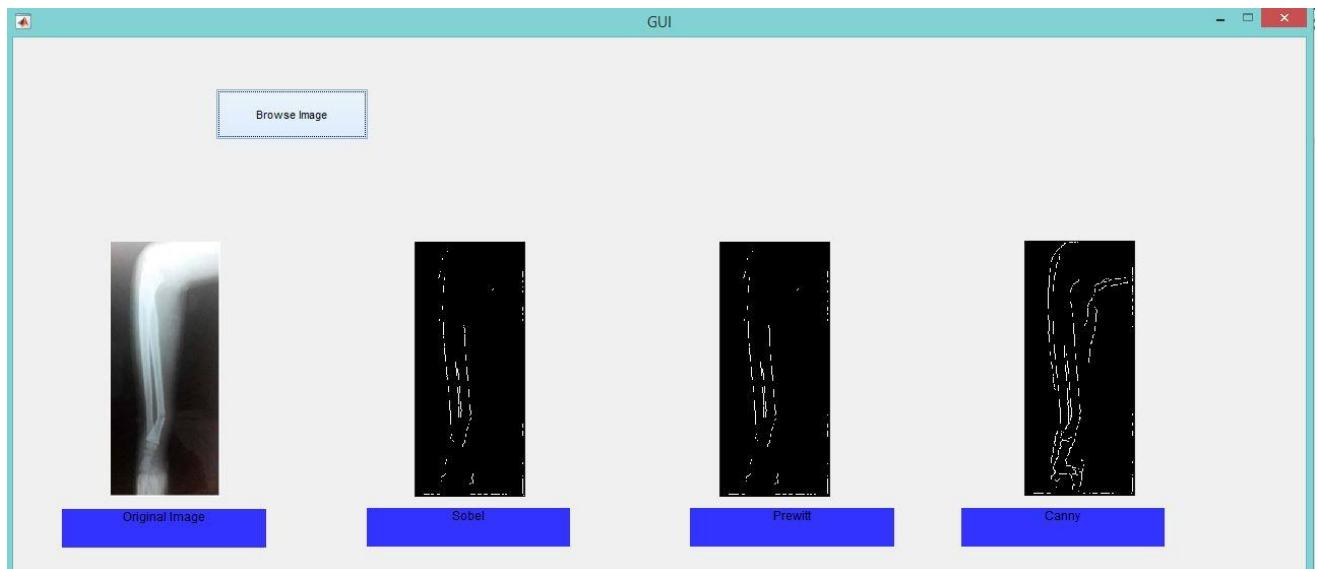 GUI
Browse Image
Original Image
Sobel
Prewitt
Canny